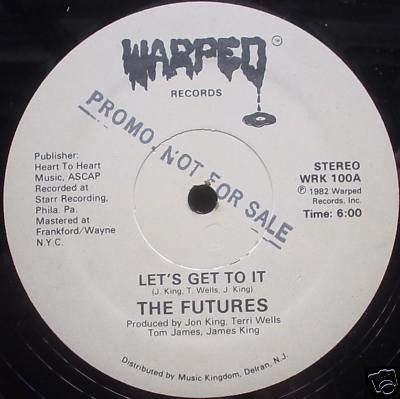 WARPED
RECORDS
PROMO, NOT FOR SALE
Publisher:
Heart To Heart
Music, ASCAP
Recorded at
Starr Recording,
Phila. Pa.
Mastered at
Frankford/Wayne
N.Y.C.
STEREO
WRK 100A
Ⓟ 1982 Warped
Records, Inc.
Time: 6:00
LET'S GET TO IT
(J. King, T. Wells, J. King)
THE FUTURES
Produced by Jon King, Terri Wells
Tom James, James King
Distributed by Music Kingdom, Delran, N.J.